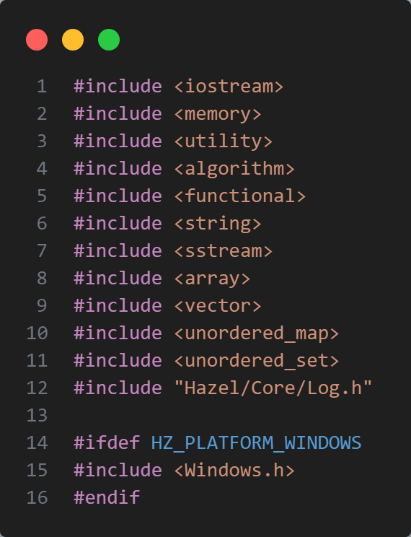 1 #include <iostream>
2 #include <memory>
3 #include <utility>
4 #include <algorithm>
5 #include <functional>
6 #include <string>
7 #include <sstream>
8 #include <array>
9 #include <vector>
10 #include <unordered_map>
11 #include <unordered_set>
12 #include "Hazel/Core/Log.h"
13
14 #ifdef HZ_PLATFORM_WINDOWS
15 #include <Windows.h>
16 #endif